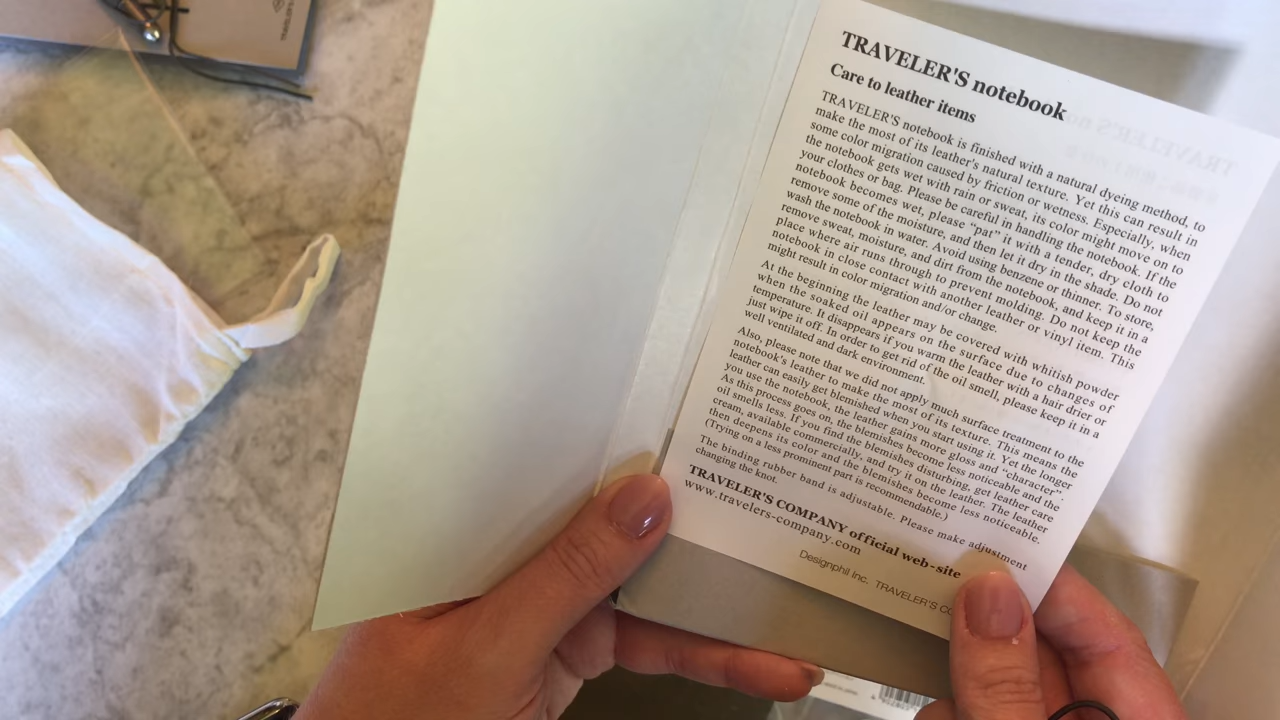 TRAVELER'S notebook
Care to leather items
TRAVELER'S notebook is finished with a natural dyeing method, to
make the most of its leather's natural texture. Yet this can result in
some color migration caused by friction or wetness. Especially, when
the notebook gets wet with rain or sweat, its color might move on to
your clothes or bag. Please be careful in handling the notebook. If the
notebook becomes wet, please "pat" it with a tender, dry cloth to
remove some of the moisture, and then let it dry in the shade. Do not
wash the notebook in water. Avoid using benzene or thinner. To store,
remove sweat, moisture, and dirt from the notebook, and keep it in a
place where air runs through to prevent molding. Do not keep the
notebook in close contact with another leather or vinyl item. This
might result in color migration and/or change.
At the beginning the leather may be covered with whitish powder
when the soaked oil appears on the surface due to changes of
temperature. It disappears if you warm the leather with a hair drier or
just wipe it off. In order to get rid of the oil smell, please keep it in a
well ventilated and dark environment.
Also, please note that we did not apply much surface treatment to the
notebook's leather to make the most of its texture. This means the
leather can easily get blemished when you start using it. Yet the longer
you use the notebook, the leather gains more gloss and "character".
As this process goes on, the blemishes become less noticeable and the
oil smells less. If you find the blemishes disturbing, get leather care
cream, available commercially, and try it on the leather. The leather
then deepens its color and the blemishes become less noticeable.
(Trying on a less prominent part is recommendable.)
The binding rubber band is adjustable. Please make adjustment
changing the knot.
TRAVELER'S COMPANY official web-site
www.travelers-company.com
Designphil Inc. TRAVELER'S CO